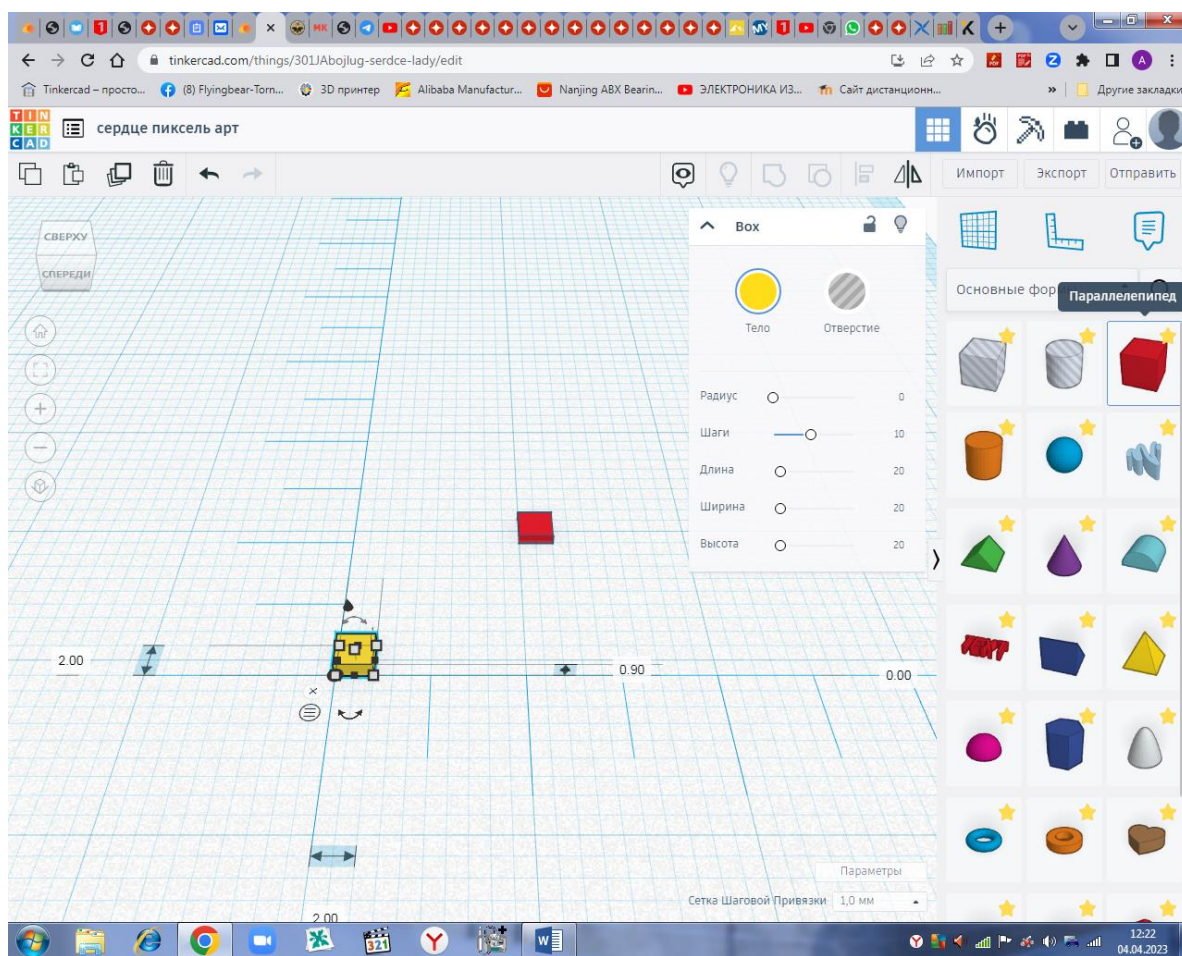 МК
tinkercad.com/things/301JAbojlug-serdce-lady/edit
Tinkercad – просто...
(8) Flyingbear-Torn...
3D принтер
Alibaba Manufactur...
Nanjing ABX Bearin...
ЭЛЕКТРОНИКА ИЗ...
Сайт дистанционн...
»
Другие закладки
TIN
KER
CAD
сердце пиксель арт
Импорт
Экспорт
Отправить
СВЕРХУ
СПЕРЕДИ
Box
Тело
Отверстие
Радиус 0
Шаги 10
Длина 20
Ширина 20
Высота 20
Основные фор
Параллелепипед
TEXT
2.00
0.90
0.00
2.00
Параметры
Сетка Шаговой Привязки 1,0 мм
321
12:22
04.04.2023